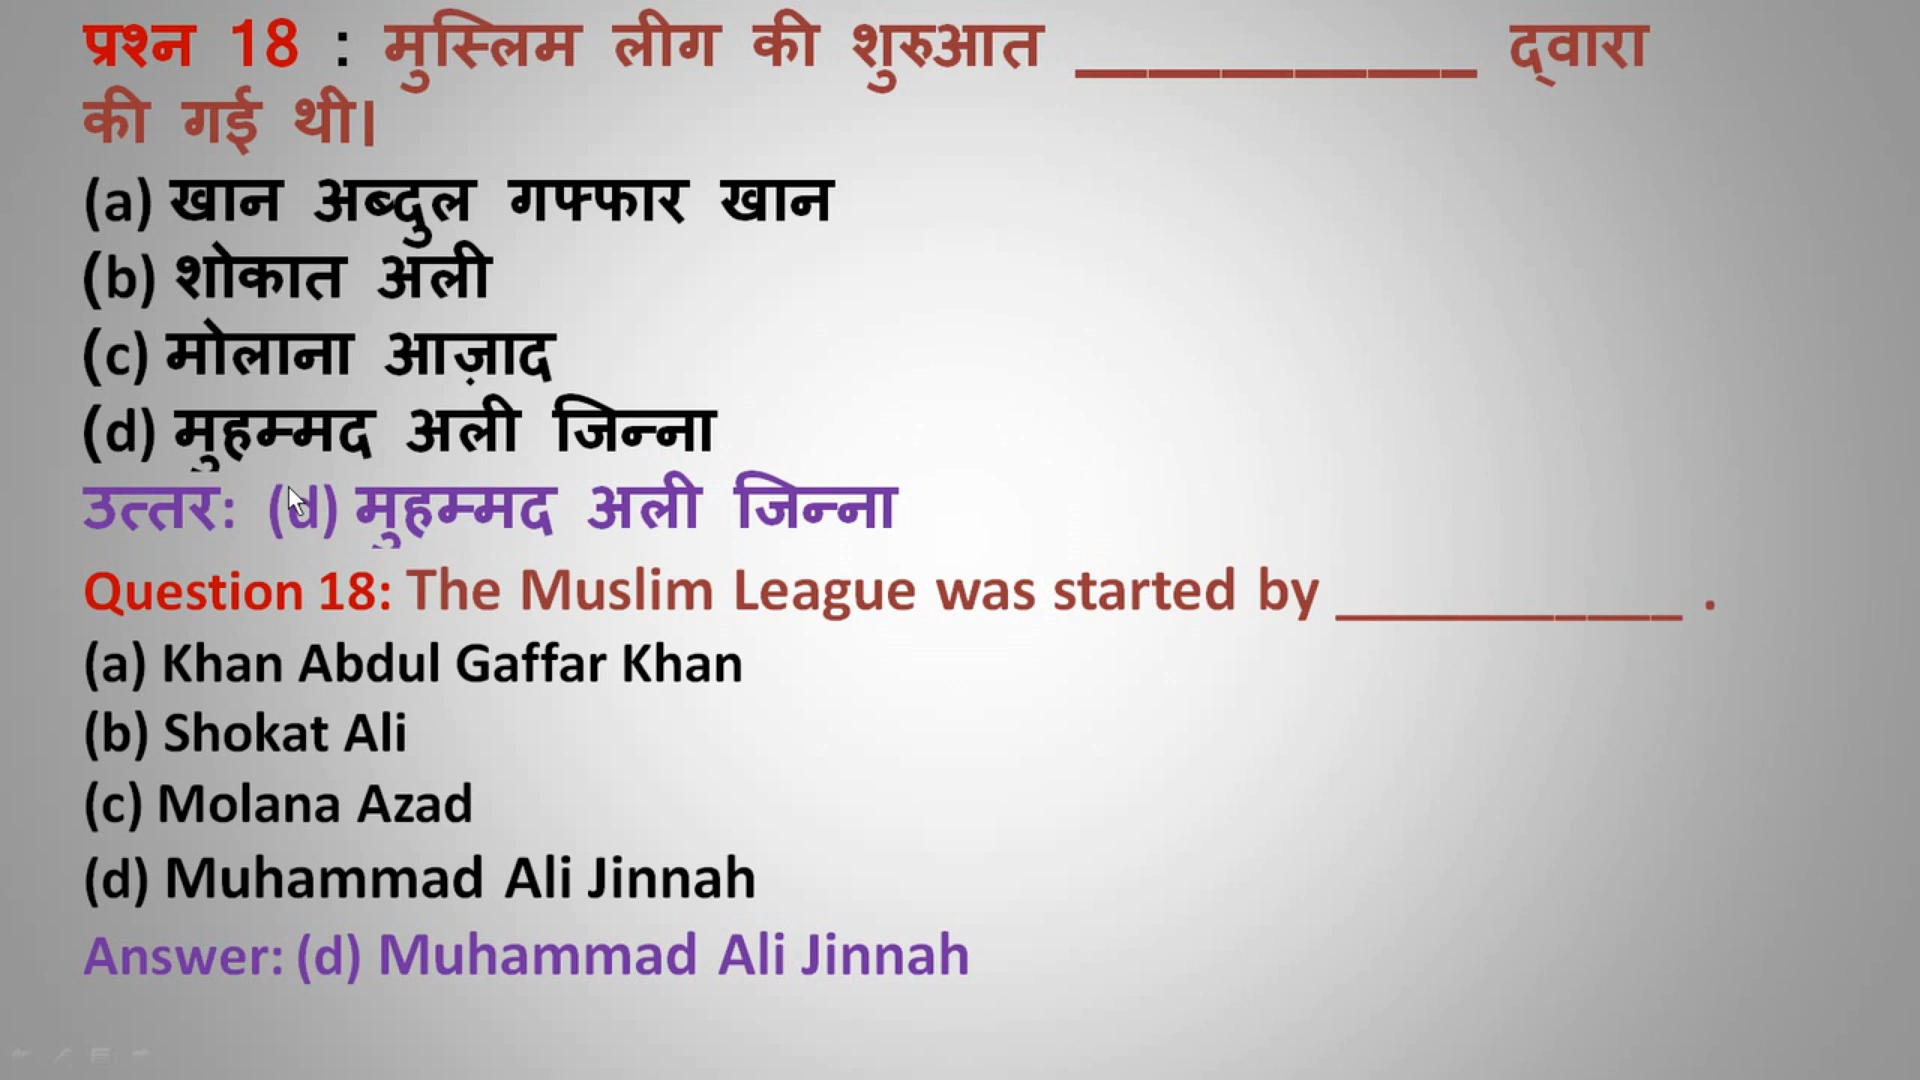 प्रश्न 18 : मुस्लिम लीग की शुरुआत ___________ द्वारा
की गई थी।
(a) खान अब्दुल गफ्फार खान
(b) शोकात अली
(c) मोलाना आज़ाद
(d) मुहम्मद अली जिन्ना
उत्तर: (d) मुहम्मद अली जिन्ना
Question 18: The Muslim League was started by ___________ .
(a) Khan Abdul Gaffar Khan
(b) Shokat Ali
(c) Molana Azad
(d) Muhammad Ali Jinnah
Answer: (d) Muhammad Ali Jinnah